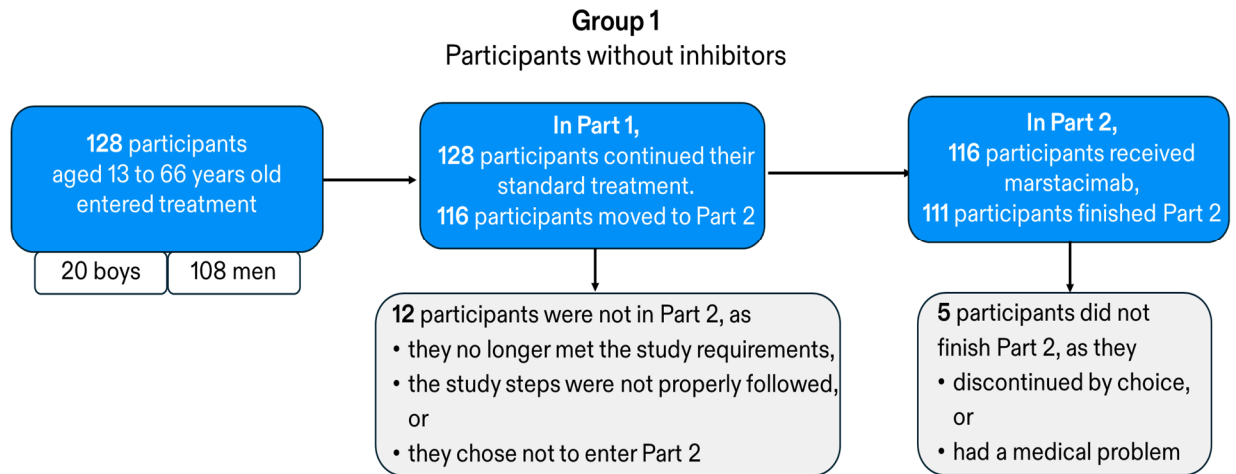 Group 1
Participants without inhibitors
128 participants
aged 13 to 66 years old
entered treatment
20 boys
108 men
In Part 1,
128 participants continued their
standard treatment.
116 participants moved to Part 2
12 participants were not in Part 2, as
• they no longer met the study requirements,
• the study steps were not properly followed,
or
• they chose not to enter Part 2
In Part 2,
116 participants received
marstacimab,
111 participants finished Part 2
5 participants did not
finish Part 2, as they
• discontinued by choice,
or
• had a medical problem